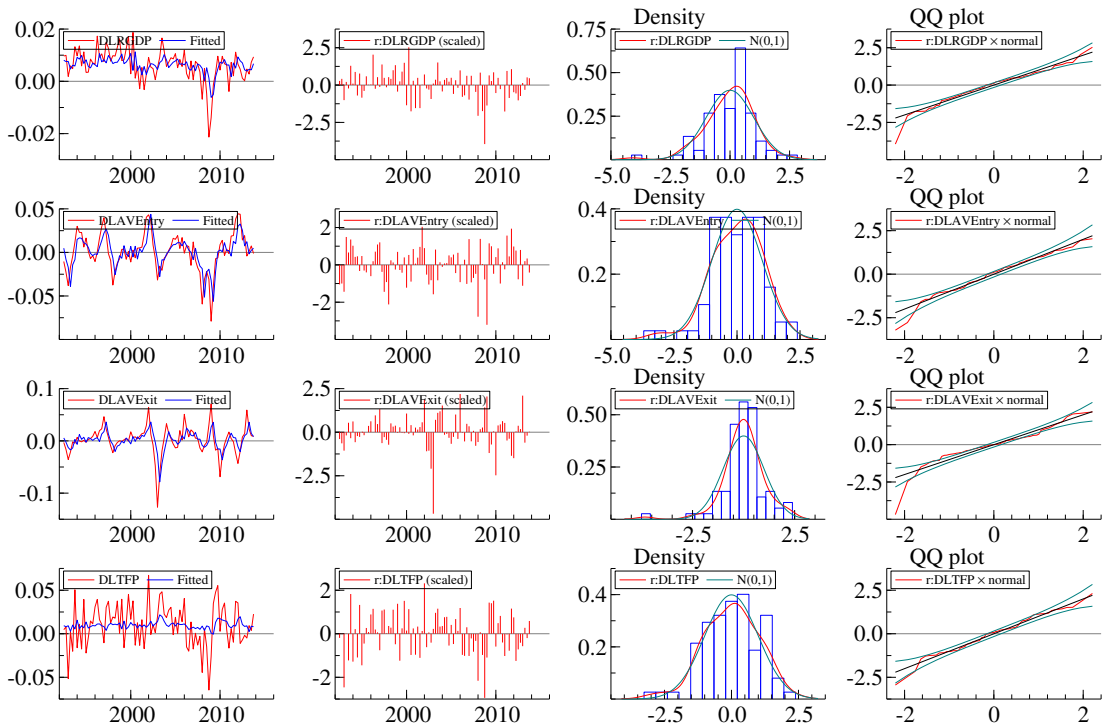 Density QQ plot
0.02 DLRGDP Fitted 2.5 r:DLRGDP (scaled) 0.75 r:DLRGDP N(0,1) 2.5 r:DLRGDP × normal
0.00 0.0 0.50 0.0
-0.02 -2.5 0.25 -2.5
2000 2010 2000 2010 -5.0 -2.5 0.0 2.5 -2 0 2
Density QQ plot
0.05 DLAVEntry Fitted 2 r:DLAVEntry (scaled) 0.4 r:DLAVEntry N(0,1) 2.5 r:DLAVEntry × normal
0.00 0 0.2 0.0
-0.05 -2 -2.5
2000 2010 2000 2010 -5.0 -2.5 0.0 2.5 -2 0 2
Density QQ plot
0.1 DLAVExit Fitted 2.5 r:DLAVExit (scaled) r:DLAVExit N(0,1) 2.5 r:DLAVExit × normal
0.0 0.0 0.50 0.0
-0.1 -2.5 0.25 -2.5
2000 2010 2000 2010 -2.5 0.0 2.5 -2 0 2
Density QQ plot
0.05 DLTFP Fitted 2 r:DLTFP (scaled) r:DLTFP N(0,1) 2.5 r:DLTFP × normal
0.00 0 0.4 0.0
0.05 -2 0.2 -2.5
2000 2010 2000 2010 -2.5 0.0 2.5 -2 0 2